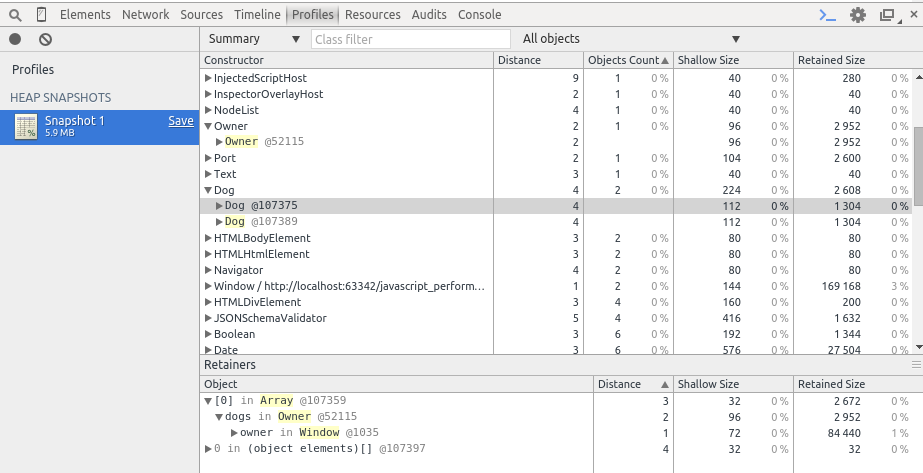 Elements Network Sources Timeline Profiles Resources Audits Console
Summary ▼ Class filter All objects ▼
Profiles
HEAP SNAPSHOTS
Snapshot 1 Save
5.9 MB
Constructor Distance Objects Count▲ Shallow Size Retained Size
▶InjectedScriptHost 9 1 0 % 40 0 % 280 0 %
▶InspectorOverlayHost 2 1 0 % 40 0 % 40 0 %
▶NodeList 4 1 0 % 40 0 % 40 0 %
▼Owner 2 1 0 % 96 0 % 2 952 0 %
▶Owner @52115 2 96 0 % 2 952 0 %
▶Port 2 1 0 % 104 0 % 2 600 0 %
▶Text 3 1 0 % 40 0 % 40 0 %
▼Dog 4 2 0 % 224 0 % 2 608 0 %
▶Dog @107375 4 112 0 % 1 304 0 %
▶Dog @107389 4 112 0 % 1 304 0 %
▶HTMLBodyElement 3 2 0 % 80 0 % 80 0 %
▶HTMLHtmlElement 3 2 0 % 80 0 % 80 0 %
▶Navigator 4 2 0 % 80 0 % 80 0 %
▶Window / http://localhost:63342/javascript_perform… 1 2 0 % 144 0 % 169 168 3 %
▶HTMLDivElement 3 4 0 % 160 0 % 200 0 %
▶JSONSchemaValidator 5 4 0 % 416 0 % 1 632 0 %
▶Boolean 3 6 0 % 192 0 % 1 344 0 %
▶Date 3 6 0 % 576 0 % 27 504 0 %
Retainers
Object Distance ▲ Shallow Size Retained Size
▼[0] in Array @107359 3 32 0 % 2 672 0 %
▼dogs in Owner @52115 2 96 0 % 2 952 0 %
▶owner in Window @1035 1 72 0 % 84 440 1 %
▶0 in (object elements)[] @107397 4 32 0 % 32 0 %